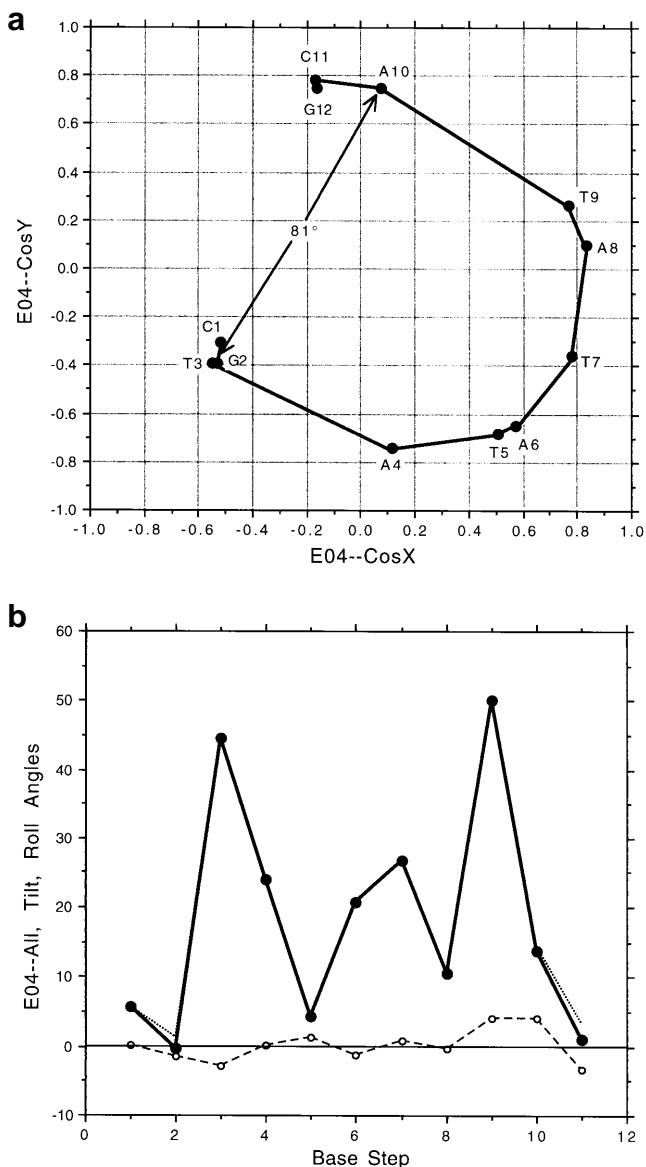 a
1.0
0.8
0.6
0.4
0.2
0.0
-0.2
-0.4
-0.6
-0.8
-1.0
E04--CosY
C11
A10
G12
T9
A8
81°
C1
T3
G2
T7
A6
T5
A4
-1.0 -0.8 -0.6 -0.4 -0.2 0.0 0.2 0.4 0.6 0.8 1.0
E04--CosX
b
60
50
40
30
20
10
0
-10
E04--All, Tilt, Roll Angles
0 2 4 6 8 10 12
Base Step